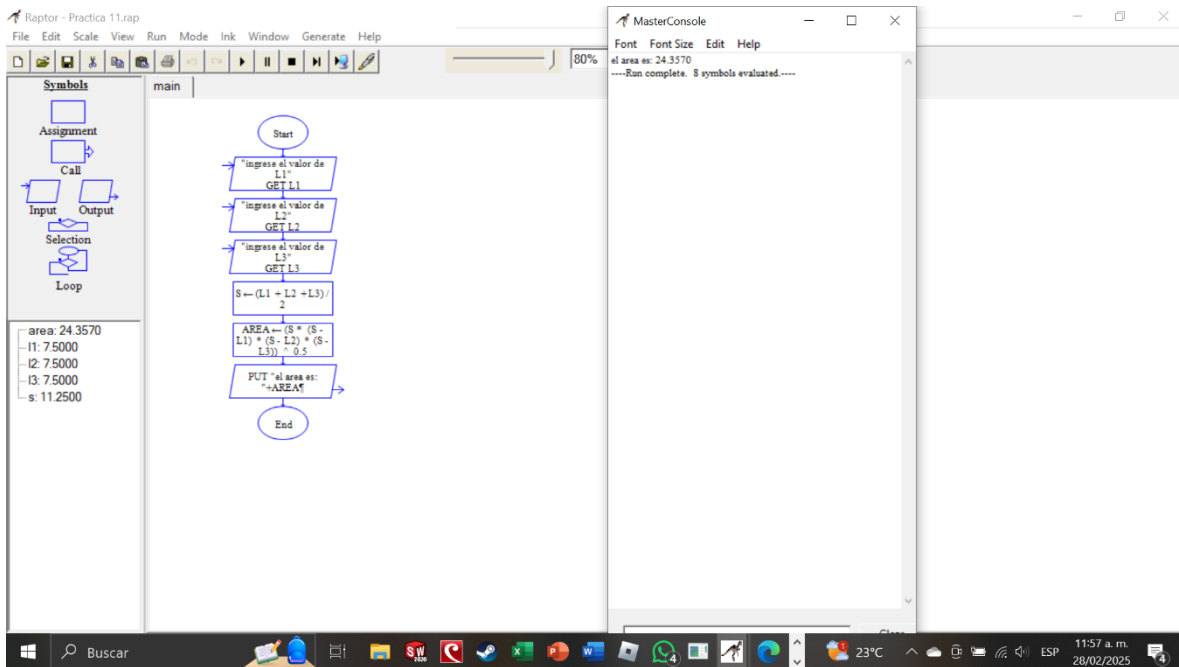 Raptor - Practica 11.rap
File Edit Scale View Run Mode Ink Window Generate Help
80%
Symbols
Assignment
Call
Input Output
Selection
Loop
area: 24.3570
l1: 7.5000
l2: 7.5000
l3: 7.5000
s: 11.2500
main
Start
"ingrese el valor de
L1"
GET L1
"ingrese el valor de
L2"
GET L2
"ingrese el valor de
L3"
GET L3
S ← (L1 + L2 +L3) /
2
AREA ← (S * (S -
L1) * (S - L2) * (S -
L3)) ^ 0.5
PUT "el area es:
"+AREA¶
End
MasterConsole
Font Font Size Edit Help
el area es: 24.3570
----Run complete. 8 symbols evaluated.----
Buscar
SW
2020
4
23°C
ESP
11:57 a. m.
28/02/2025
4